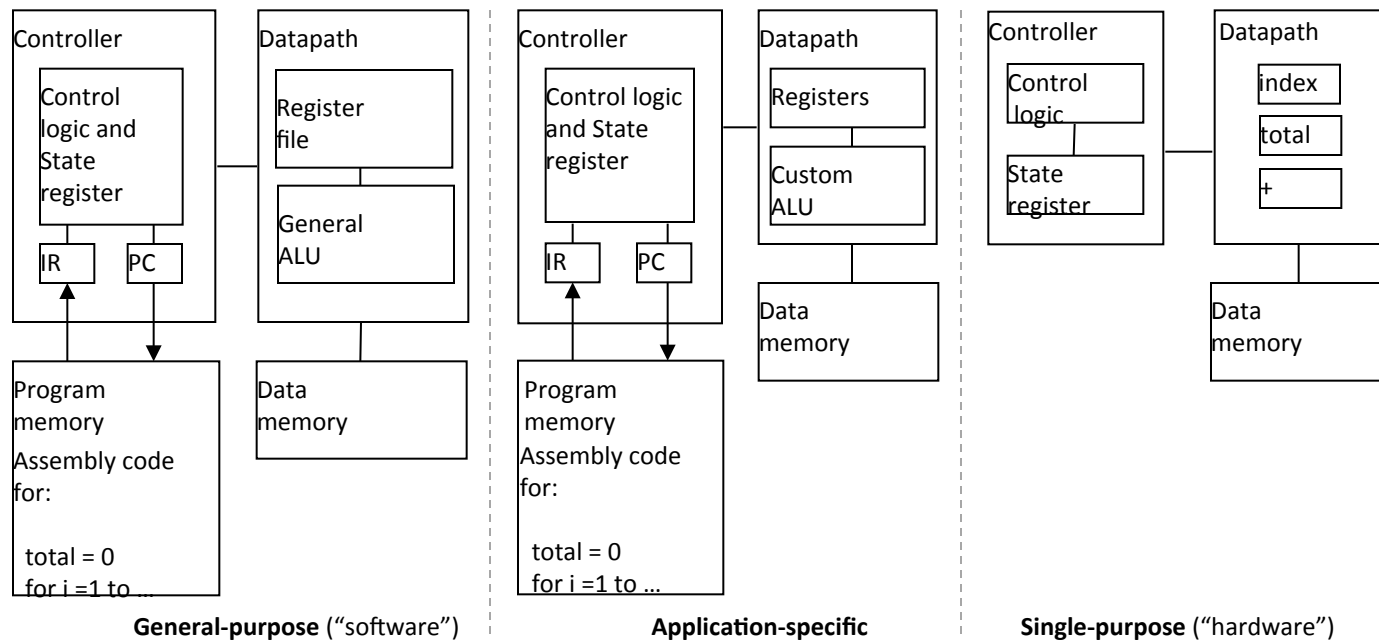 Controller
Control
logic and
State
register
IR
PC
Datapath
Register
file
General
ALU
Program
memory
Assembly code
for:
total = 0
for i =1 to ...
Data
memory
General-purpose (“software”)
Controller
Control logic
and State
register
IR
PC
Datapath
Registers
Custom
ALU
Data
memory
Program
memory
Assembly code
for:
total = 0
for i =1 to ...
Application-specific
Controller
Control
logic
State
register
Datapath
index
total
+
Data
memory
Single-purpose (“hardware”)